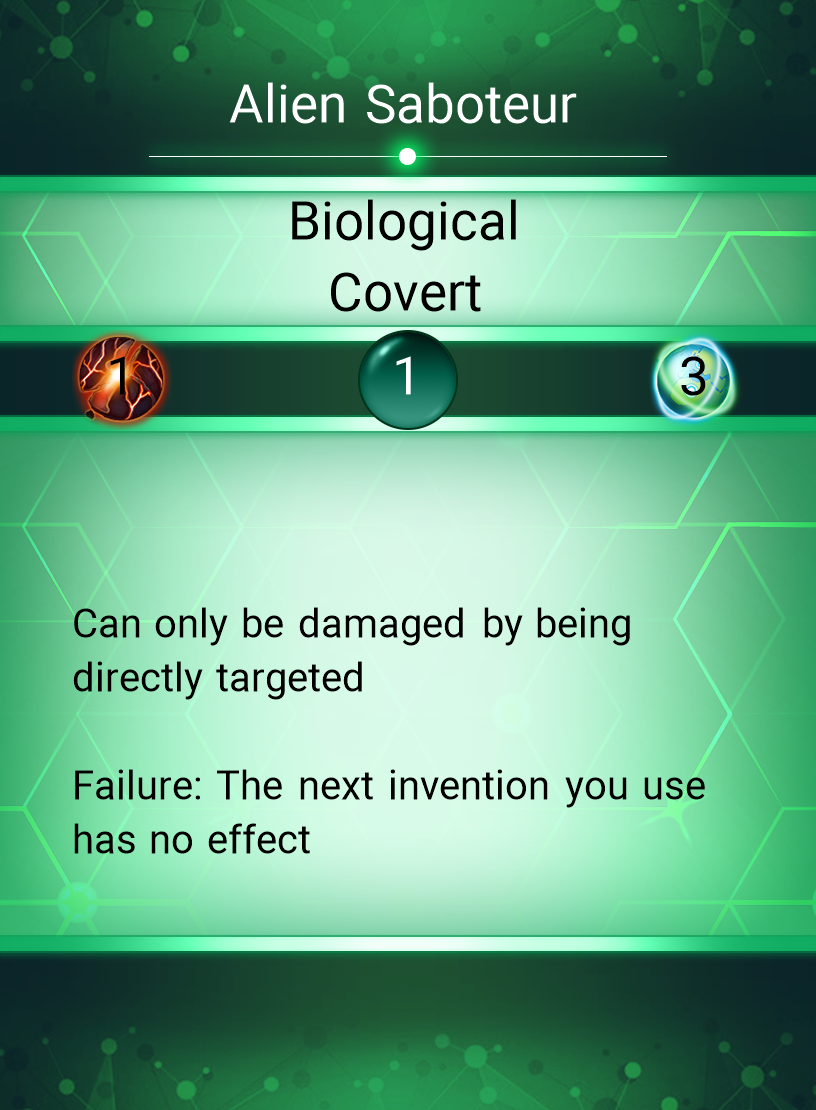 Alien Saboteur
Biological
Covert
1 1 3
Can only be damaged by being
directly targeted
Failure: The next invention you use
has no effect